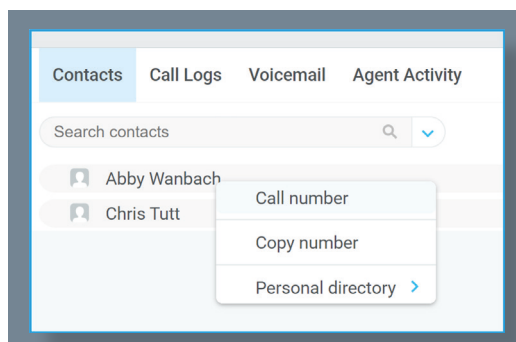 Contacts Call Logs Voicemail Agent Activity
Search contacts
Abby Wanbach
Chris Tutt
Call number
Copy number
Personal directory